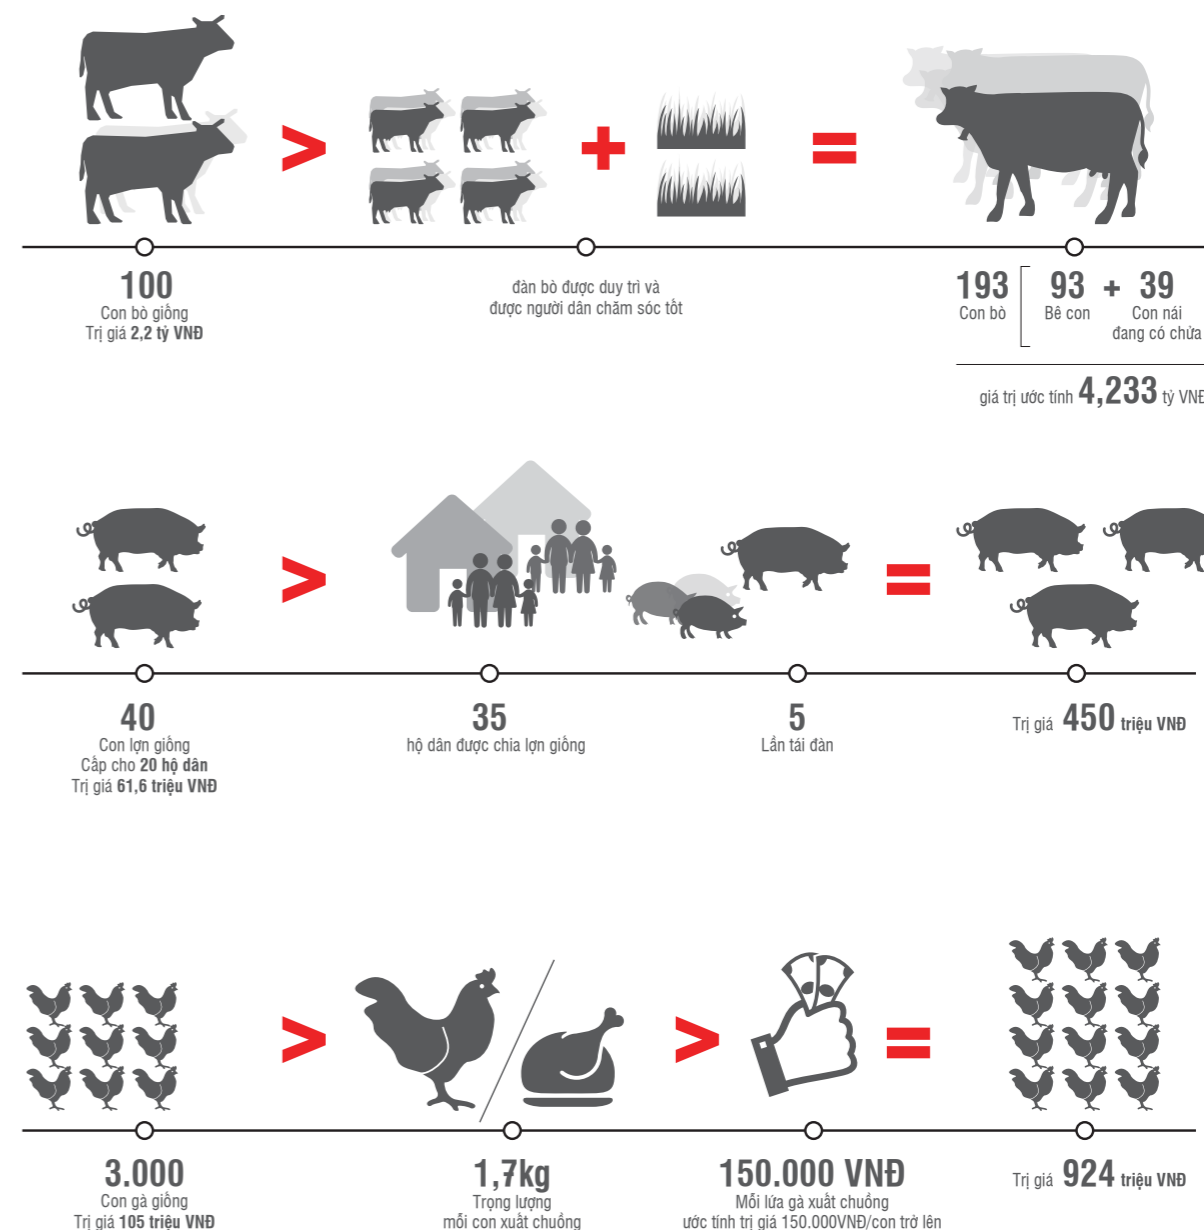 100
Con bò giống
Trị giá 2,2 tỷ VNĐ
đàn bò được duy trì và
được người dân chăm sóc tốt
193
Con bò
93
Bê con
+
39
Con nái
đang có chửa
giá trị ước tính 4,233 tỷ VNĐ
40
Con lợn giống
Cấp cho 20 hộ dân
Trị giá 61,6 triệu VNĐ
35
hộ dân được chia lợn giống
5
Lần tái đàn
Trị giá 450 triệu VNĐ
3.000
Con gà giống
Trị giá 105 triệu VNĐ
1,7kg
Trọng lượng
mỗi con xuất chuồng
150.000 VNĐ
Mỗi lứa gà xuất chuồng
ước tính trị giá 150.000VNĐ/con trở lên
Trị giá 924 triệu VNĐ